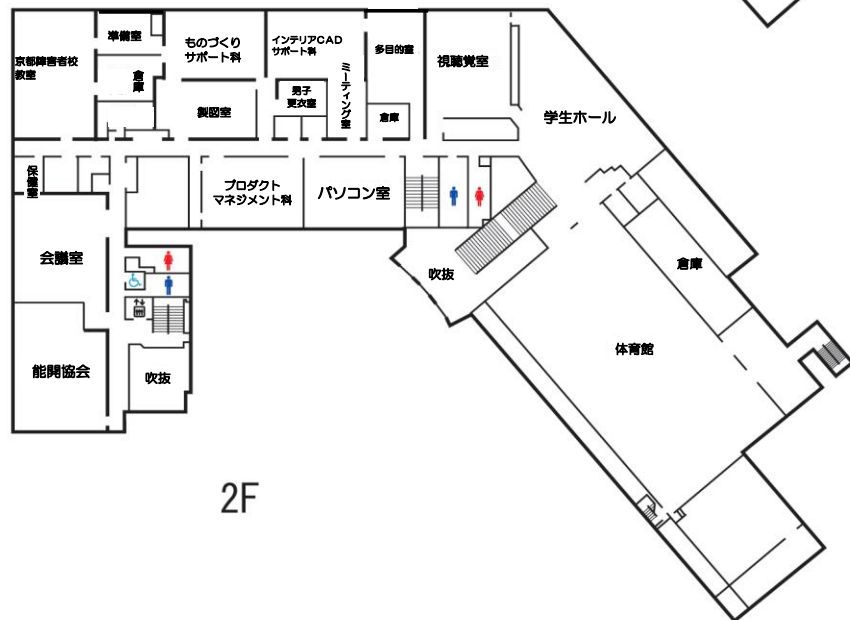 京都障害者校
教室
準備室
倉庫
ものづくり
サポート科
製図室
インテリアCAD
サポート科
男子
更衣室
ミーティング室
多目的室
倉庫
視聴覚室
学生ホール
保健室
プロダクト
マネジメント科
パソコン室
会議室
吹抜
倉庫
体育館
能開協会
吹抜
2F